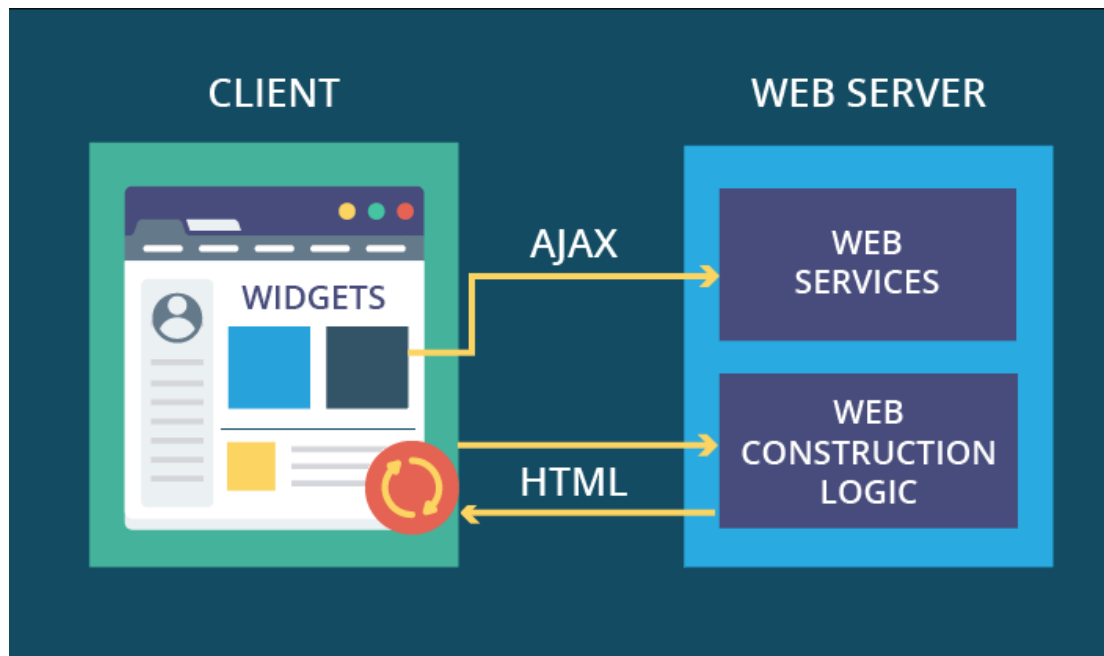 CLIENT
WEB SERVER
WIDGETS
AJAX
WEB
SERVICES
WEB
CONSTRUCTION
LOGIC
HTML